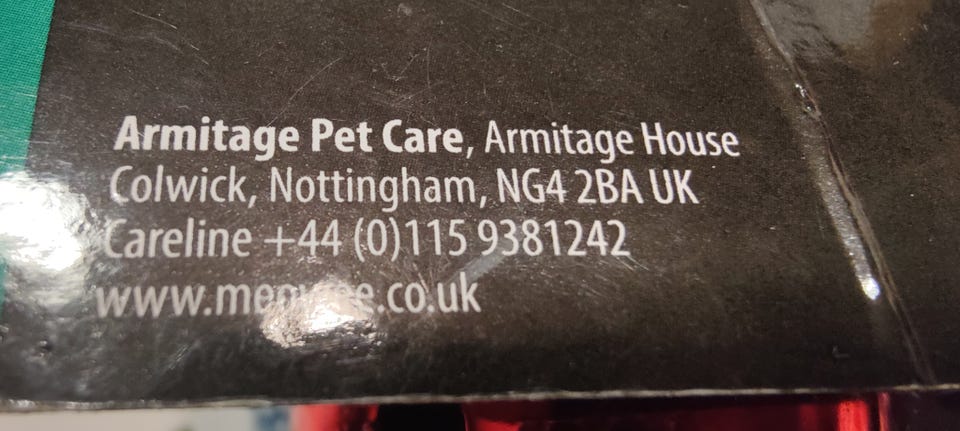 Armitage Pet Care, Armitage House
Colwick, Nottingham, NG4 2BA UK
Careline +44 (0)115 9381242